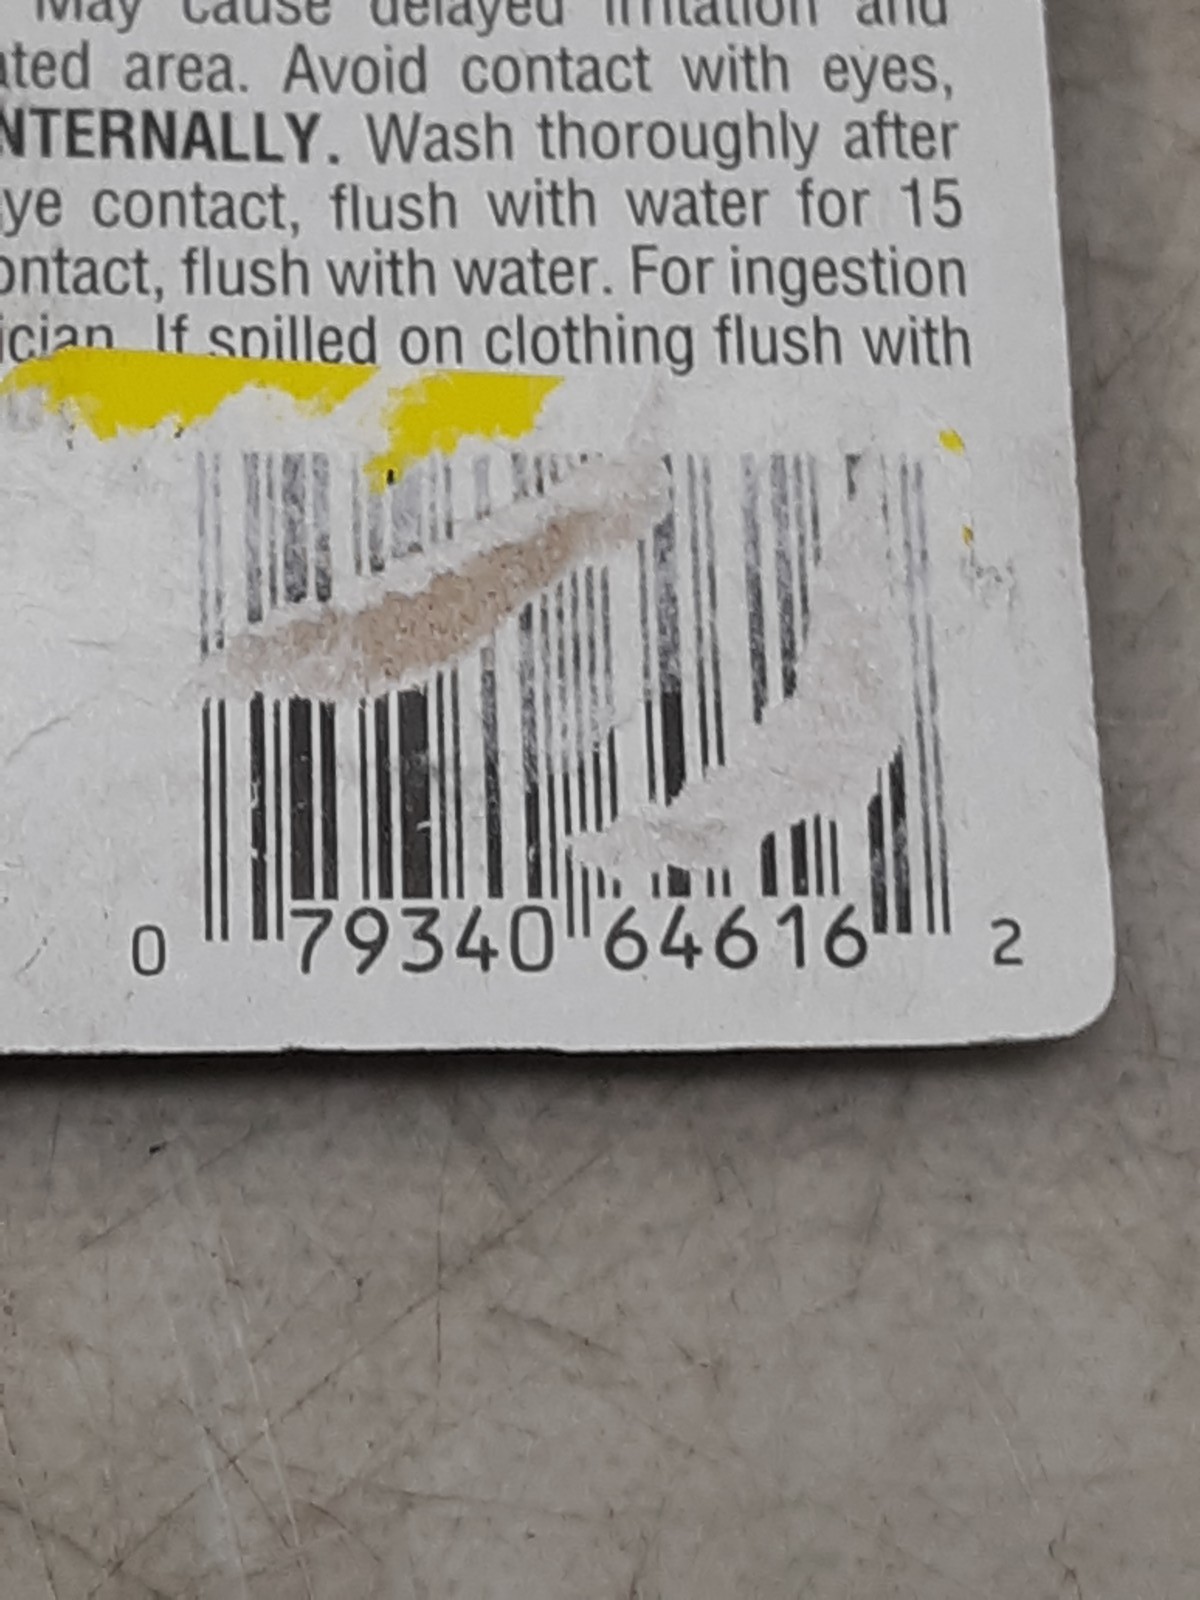 May cause delayed irritation and
ated area. Avoid contact with eyes,
NTERNALLY. Wash thoroughly after
ye contact, flush with water for 15
ontact, flush with water. For ingestion
ician. If spilled on clothing flush with
0 79340 64616 2